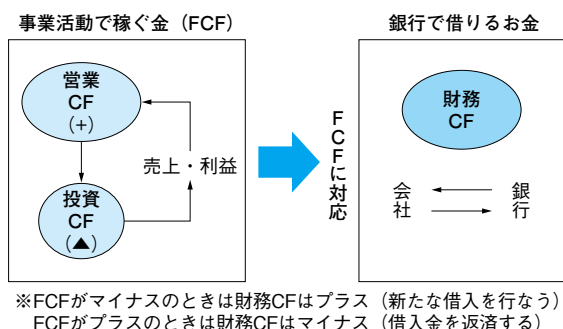 事業活動で稼ぐ金（FCF）
銀行で借りるお金
営業
CF
(+)
売上・利益
投資
CF
(▲)
FCFに対応
財務
CF
会社
銀行
※FCFがマイナスのときは財務CFはプラス（新たな借入を行なう）
FCFがプラスのときは財務CFはマイナス（借入金を返済する）